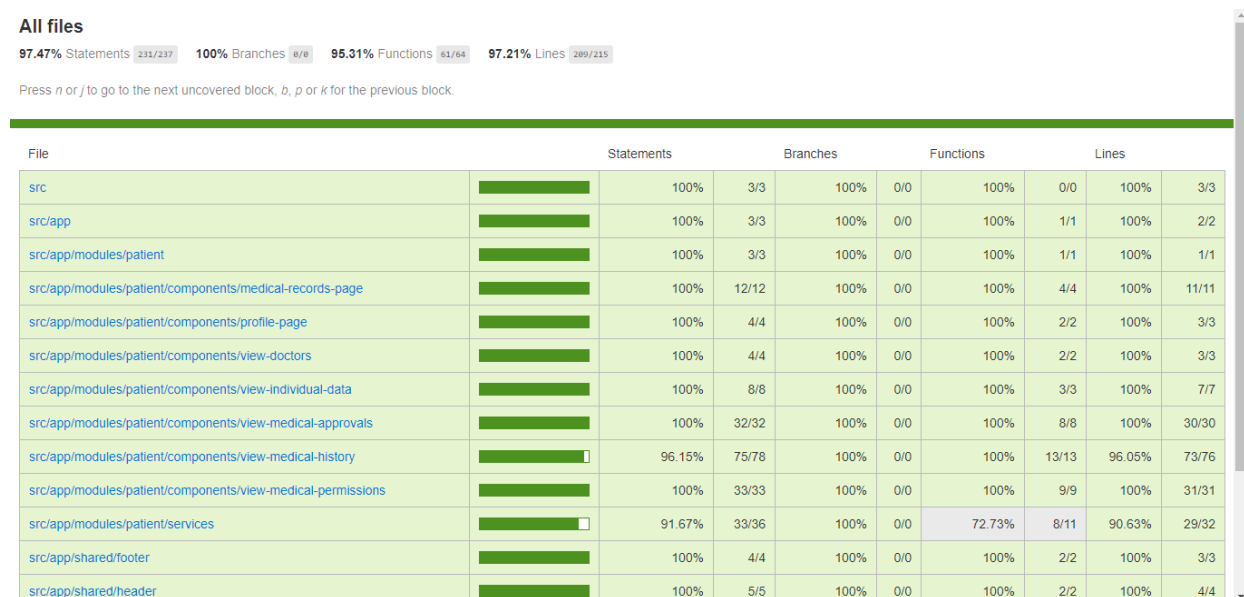 All files
97.47% Statements 231/237 100% Branches 0/0 95.31% Functions 61/64 97.21% Lines 209/215
Press n or j to go to the next uncovered block, b, p or k for the previous block.
File Statements Branches Functions Lines
src 100% 3/3 100% 0/0 100% 0/0 100% 3/3
src/app 100% 3/3 100% 0/0 100% 1/1 100% 2/2
src/app/modules/patient 100% 3/3 100% 0/0 100% 1/1 100% 1/1
src/app/modules/patient/components/medical-records-page 100% 12/12 100% 0/0 100% 4/4 100% 11/11
src/app/modules/patient/components/profile-page 100% 4/4 100% 0/0 100% 2/2 100% 3/3
src/app/modules/patient/components/view-doctors 100% 4/4 100% 0/0 100% 2/2 100% 3/3
src/app/modules/patient/components/view-individual-data 100% 8/8 100% 0/0 100% 3/3 100% 7/7
src/app/modules/patient/components/view-medical-approvals 100% 32/32 100% 0/0 100% 8/8 100% 30/30
src/app/modules/patient/components/view-medical-history 96.15% 75/78 100% 0/0 100% 13/13 96.05% 73/76
src/app/modules/patient/components/view-medical-permissions 100% 33/33 100% 0/0 100% 9/9 100% 31/31
src/app/modules/patient/services 91.67% 33/36 100% 0/0 72.73% 8/11 90.63% 29/32
src/app/shared/footer 100% 4/4 100% 0/0 100% 2/2 100% 3/3
src/app/shared/header 100% 5/5 100% 0/0 100% 2/2 100% 4/4